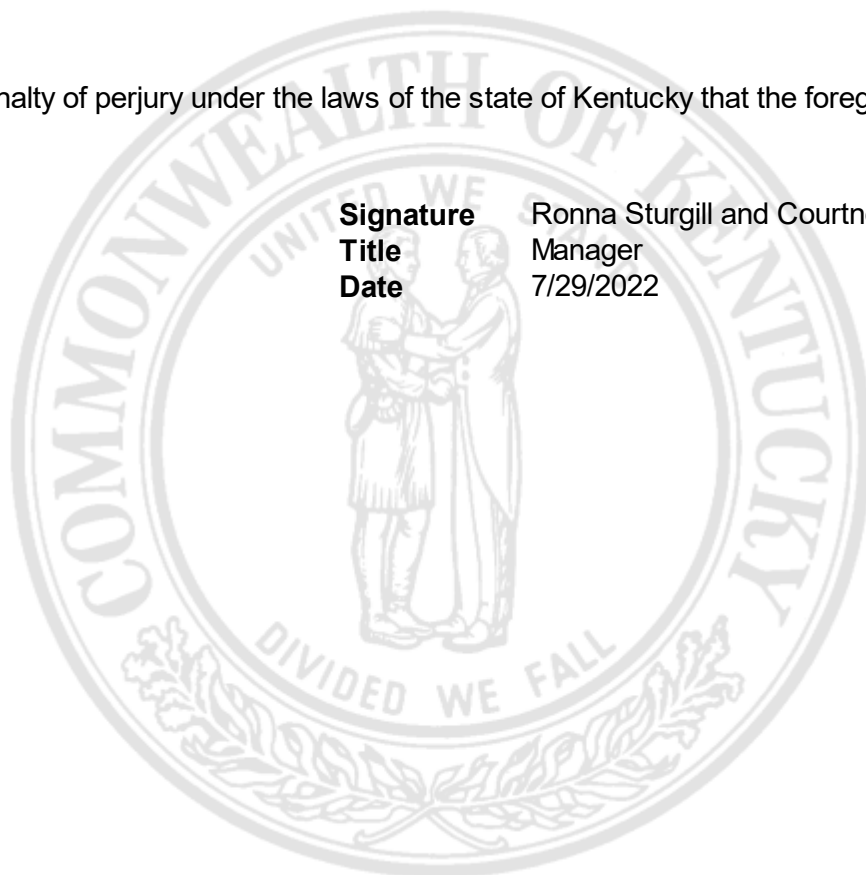 nalty of perjury under the laws of the state of Kentucky that the foreg
Signature Ronna Sturgill and Courtn
Title Manager
Date 7/29/2022
COMMONWEALTH OF KENTUCKY
UNITED WE
DIVIDED WE FALL